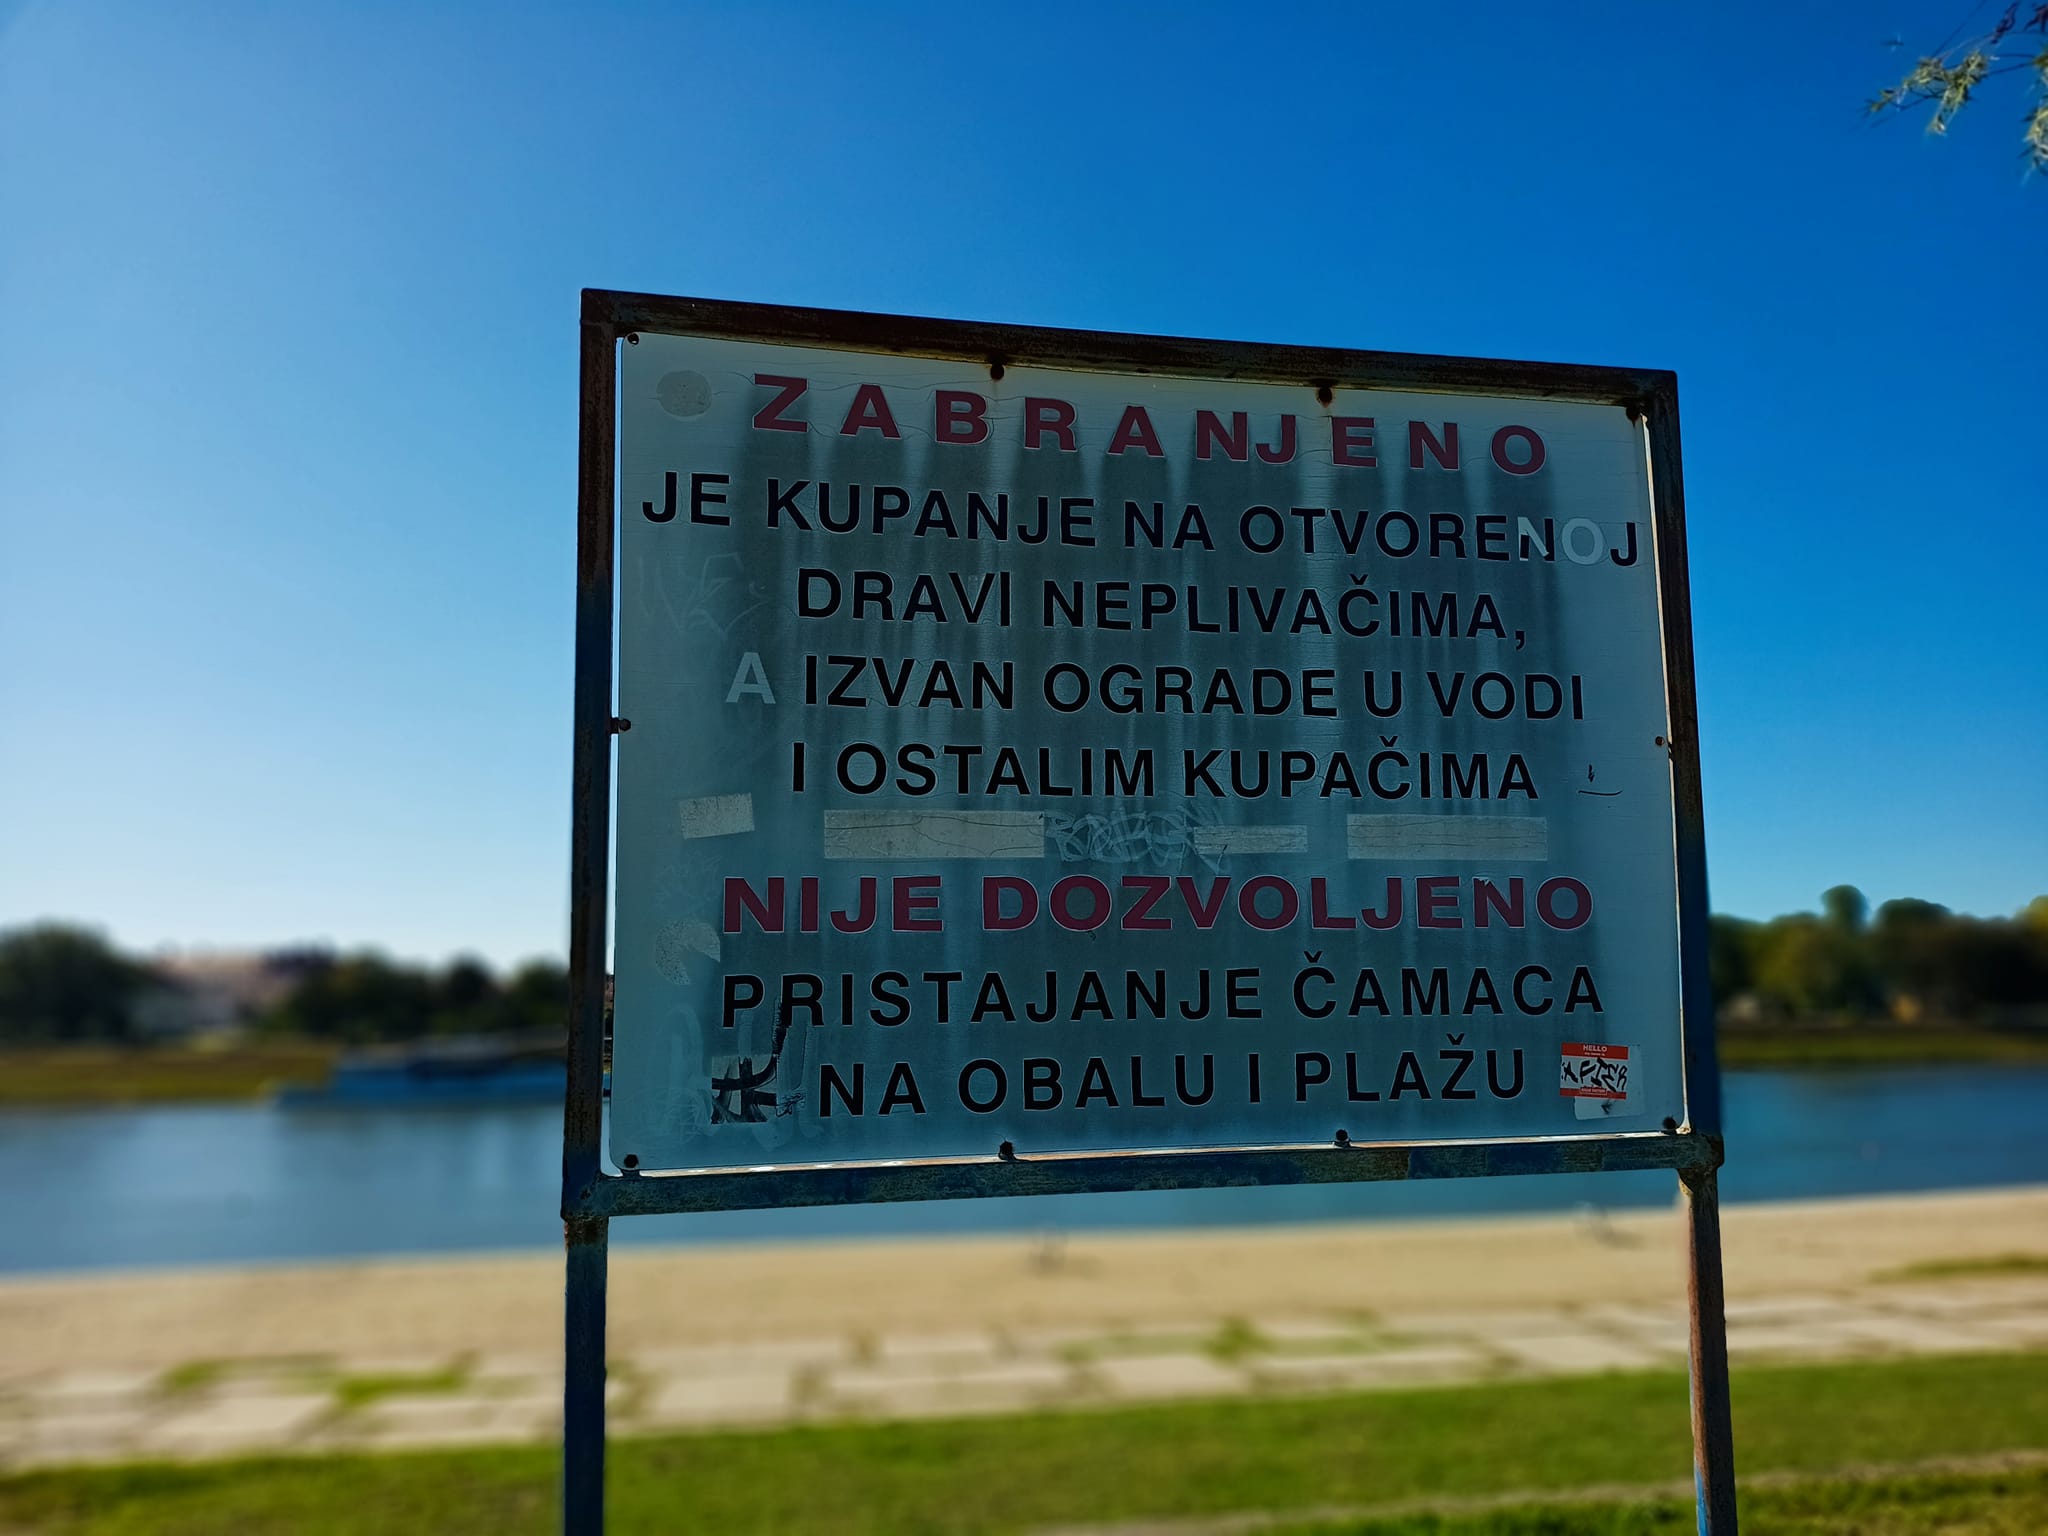 ZABRANJENO
JE KUPANJE NA OTVORENOJ
DRAVI NEPLIVAČIMA,
A IZVAN OGRADE U VODI
I OSTALIM KUPAČIMA
NIJE DOZVOLJENO
PRISTAJANJE ČAMACA
NA OBALU I PLAŽU
HELLO